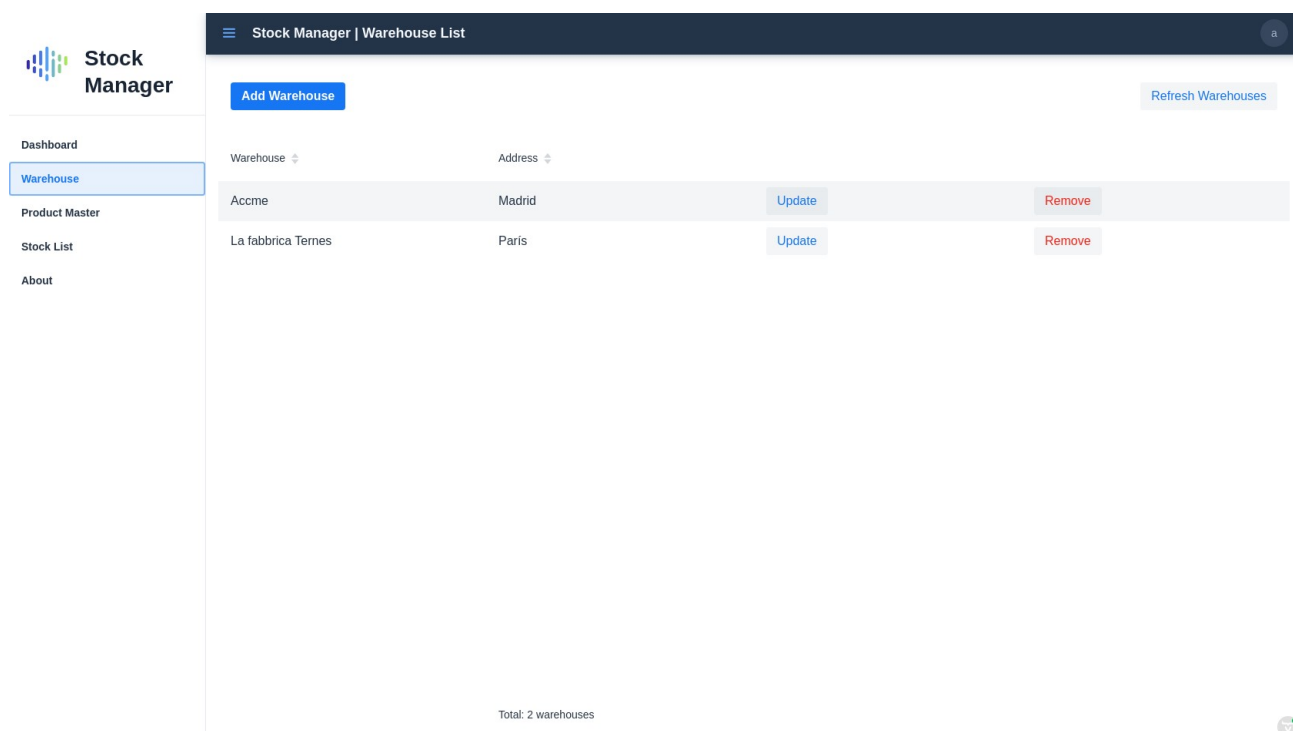 Stock
Manager
Stock Manager | Warehouse List
a
Dashboard
Warehouse
Product Master
Stock List
About
Add Warehouse
Refresh Warehouses
Warehouse Address
Accme Madrid Update Remove
La fabbrica Ternes París Update Remove
Total: 2 warehouses